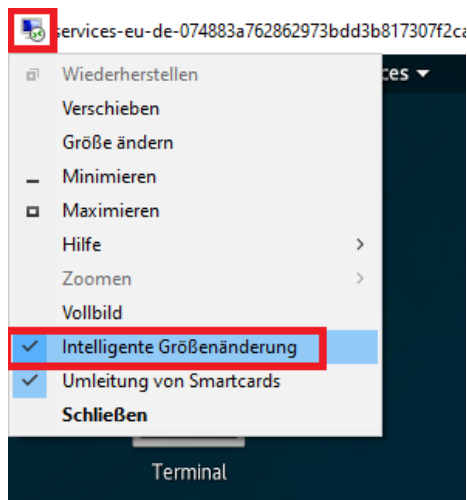 services-eu-de-074883a762862973bdd3b817307f2ca
Wiederherstellen
ces
Verschieben
Größe ändern
Minimieren
Maximieren
Hilfe
Zoomen
Vollbild
Intelligente Größenänderung
Umleitung von Smartcards
Schließen
Terminal